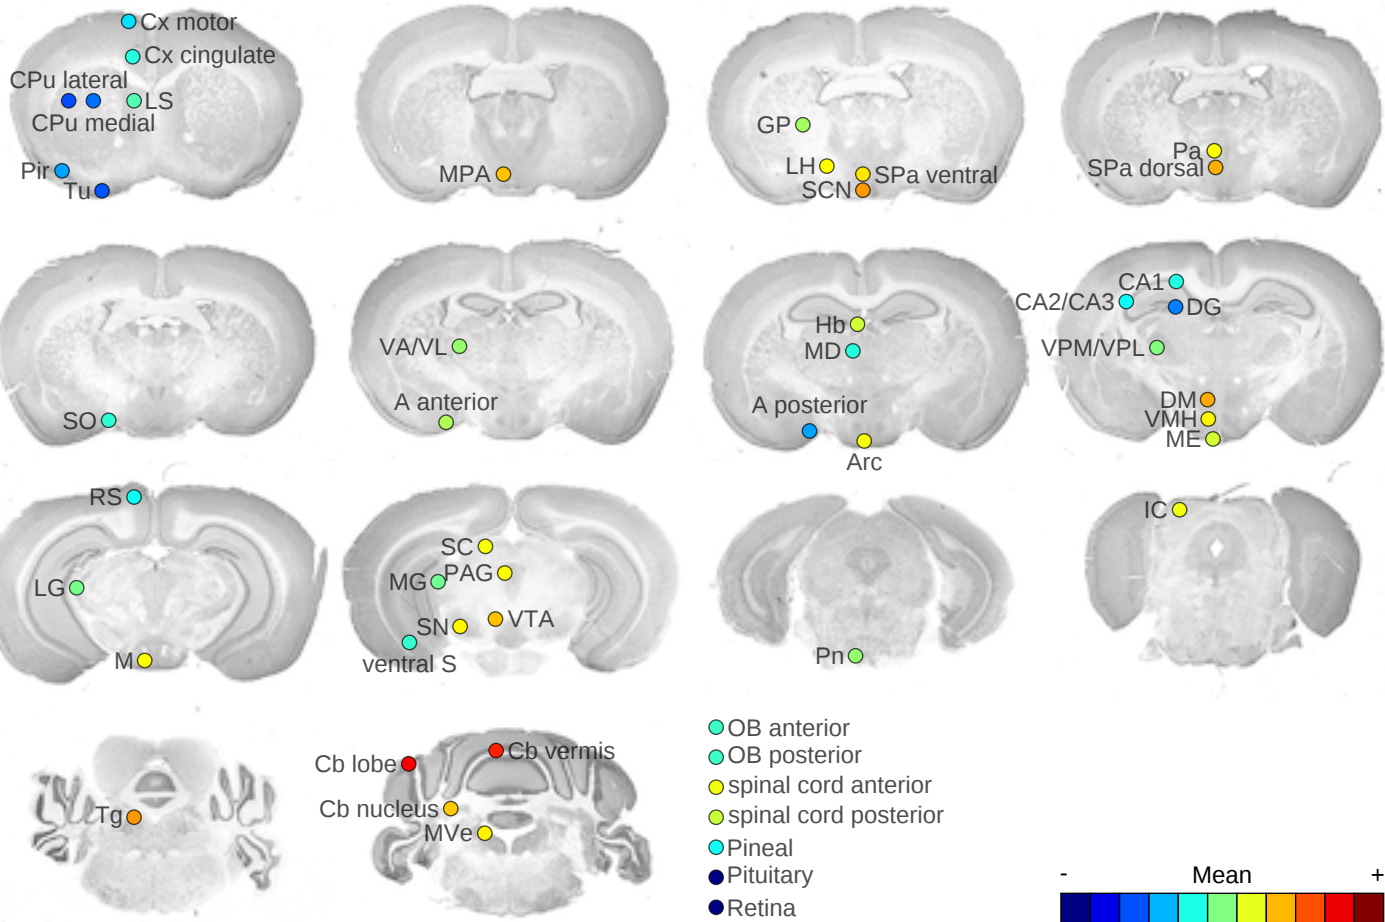 Cx motor
Cx cingulate
CPu lateral
LS
CPu medial
Pir
Tu
MPA
GP
LH
SPa ventral
SCN
Pa
SPa dorsal
SO
VA/VL
A anterior
Hb
MD
A posterior
Arc
CA1
CA2/CA3
DG
VPM/VPL
DM
VMH
ME
RS
LG
M
SC
PAG
MG
VTA
SN
ventral S
Pn
IC
Tg
Cb vermis
Cb lobe
Cb nucleus
MVe
OB anterior
OB posterior
spinal cord anterior
spinal cord posterior
Pineal
Pituitary
Retina
- Mean +